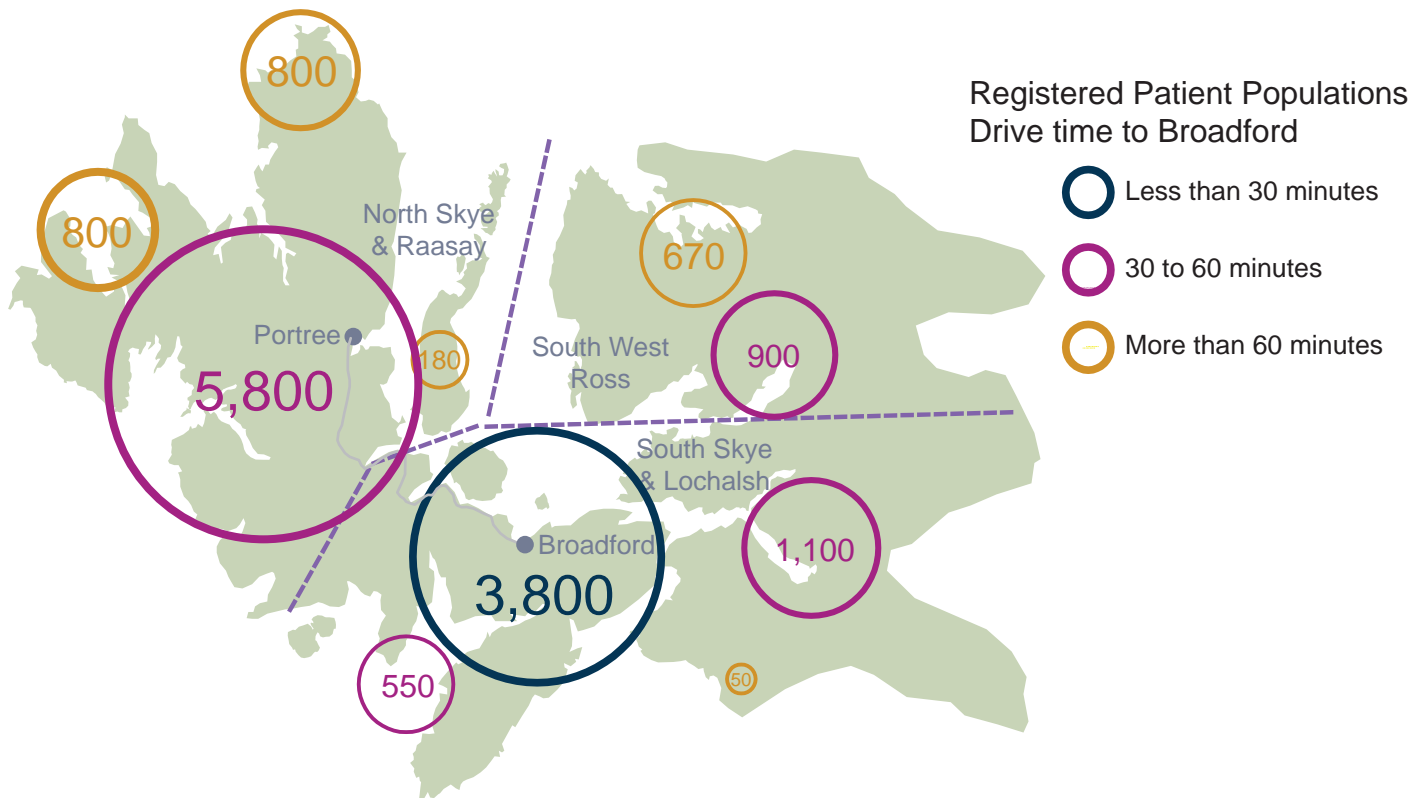 Registered Patient Populations
Drive time to Broadford
Less than 30 minutes
30 to 60 minutes
More than 60 minutes
800
800
North Skye
& Raasay
670
Portree
180
5,800
South West
Ross
900
South Skye
& Lochalsh
Broadford
3,800
1,100
550
50